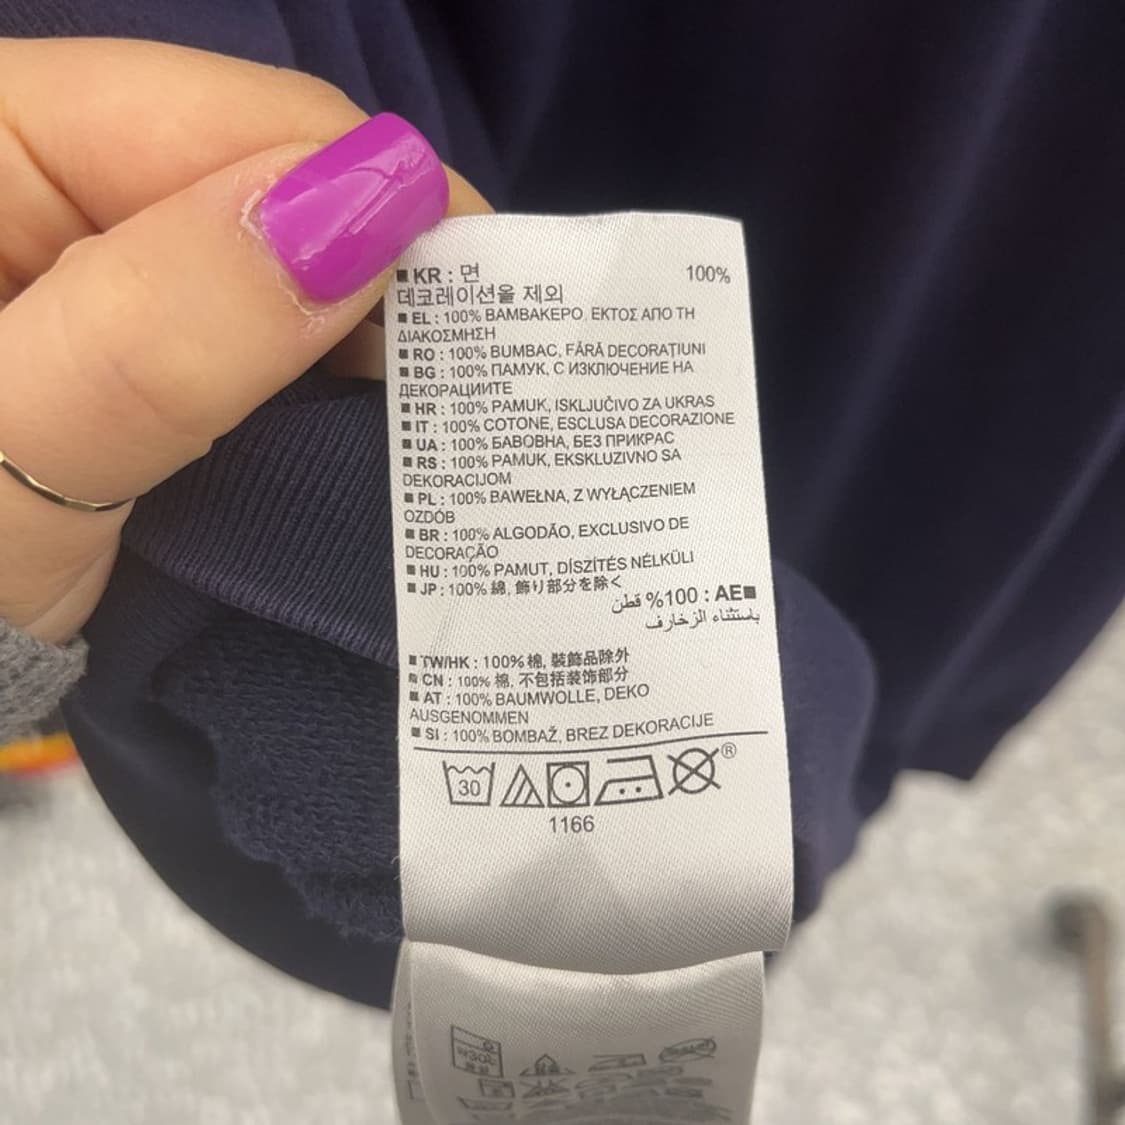 ■ KR : 면 100%
데코레이션을 제외
■ EL : 100% ΒΑΜΒΑΚΕΡΟ, ΕΚΤΟΣ ΑΠΟ ΤΗ
ΔΙΑΚΟΣΜΗΣΗ
■ RO : 100% BUMBAC, FĂRĂ DECORAȚIUNI
■ BG : 100% ПАМУК, С ИЗКЛЮЧЕНИЕ НА
ДЕКОРАЦИИТЕ
■ HR : 100% PAMUK, ISKLJUČIVO ZA UKRAS
■ IT : 100% COTONE, ESCLUSA DECORAZIONE
■ UA : 100% БАВОВНА, БЕЗ ПРИКРАС
■ RS : 100% PAMUK, EKSKLUZIVNO SA
DEKORACIJOM
■ PL : 100% BAWEŁNA, Z WYŁĄCZENIEM
OZDÓB
■ BR : 100% ALGODÃO, EXCLUSIVO DE
DECORAÇÃO
■ HU : 100% PAMUT, DÍSZÍTÉS NÉLKÜLI
■ JP : 100% 綿, 飾り部分を除く
■AE : 100% قطن
باستثناء الزخارف
■ TW/HK : 100% 棉, 裝飾品除外
■ CN : 100% 棉, 不包括装饰部分
■ AT : 100% BAUMWOLLE, DEKO
AUSGENOMMEN
■ SI : 100% BOMBAŽ, BREZ DEKORACIJE
30 ®
1166